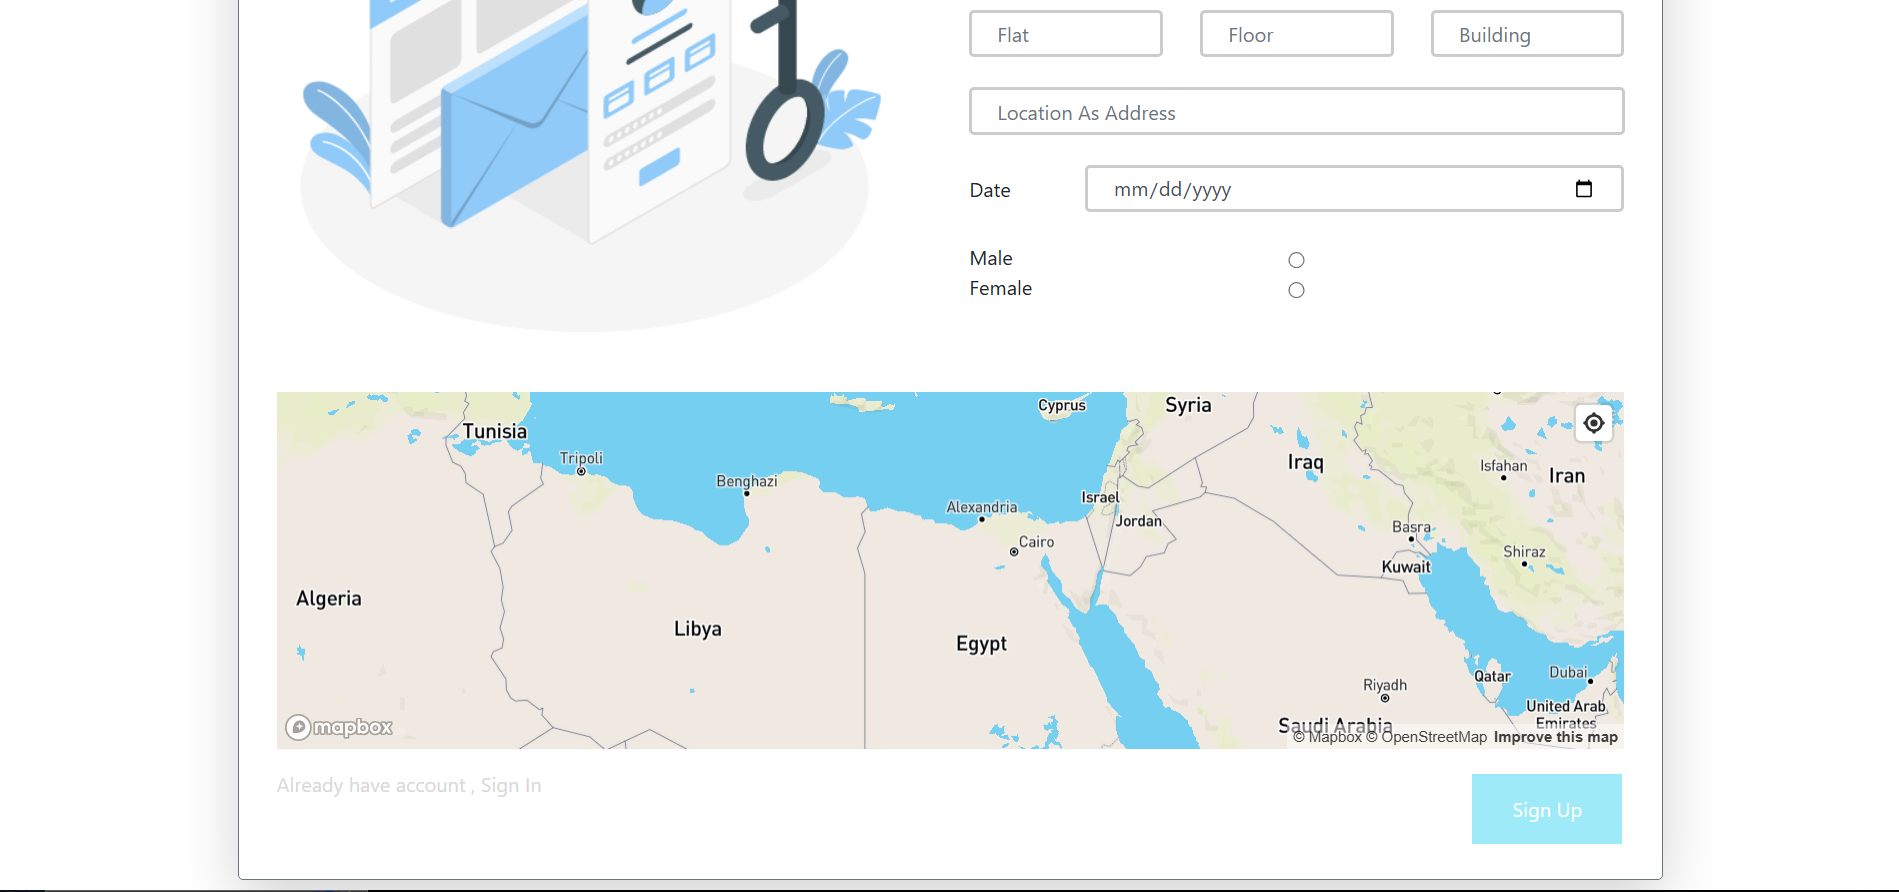 Flat
Floor
Building
Location As Address
Date
mm/dd/yyyy
Male
Female
Cyprus
Syria
Tunisia
Tripoli
Iraq
Isfahan
Iran
Benghazi
Israel
Alexandria
Jordan
Basra
Cairo
Shiraz
Kuwait
Algeria
Libya
Egypt
Qatar
Dubai
Riyadh
United Arab
Emirates
Saudi Arabia
mapbox
© Mapbox © OpenStreetMap Improve this map
Already have account , Sign In
Sign Up